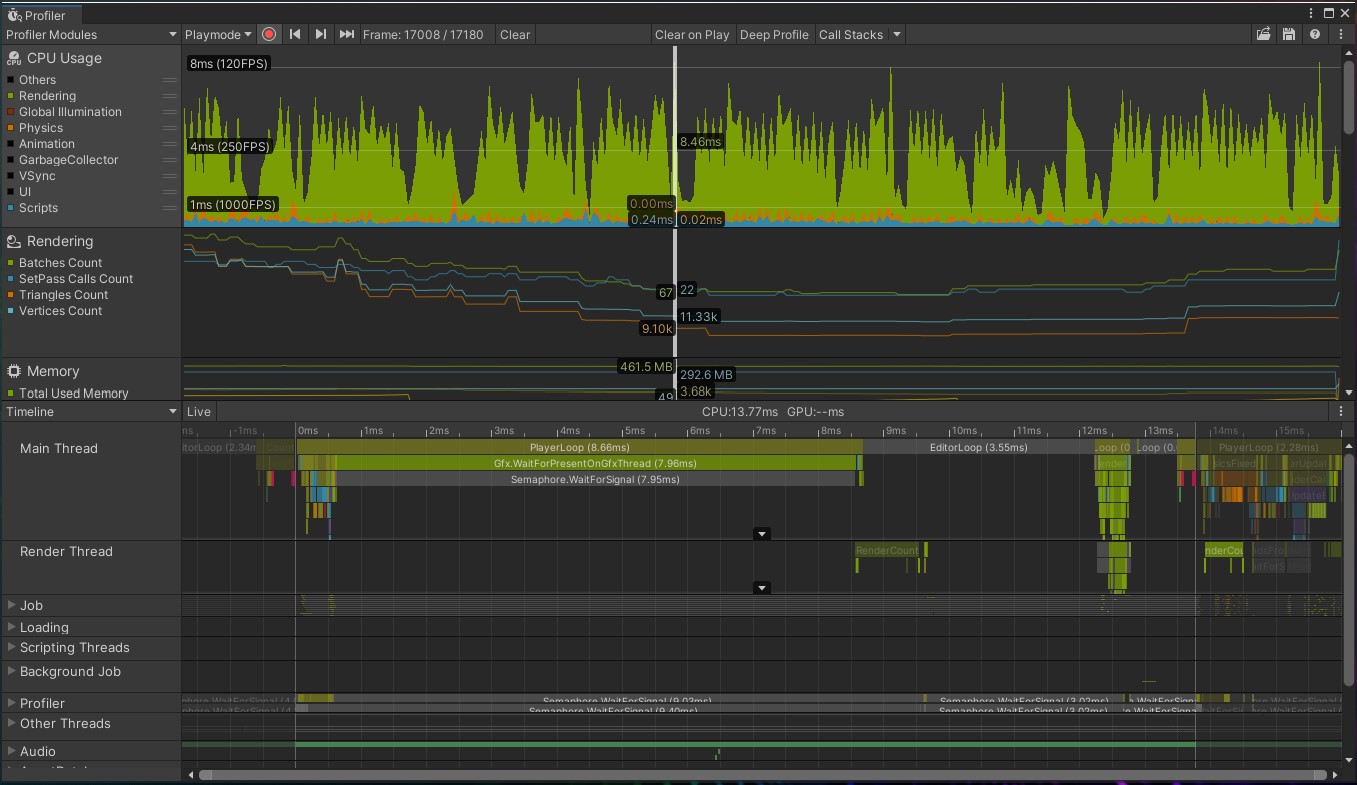 Profiler
Profiler Modules
Playmode
Frame: 17008 / 17180
Clear
Clear on Play
Deep Profile
Call Stacks
CPU Usage
Others
Rendering
Global Illumination
Physics
Animation
GarbageCollector
VSync
UI
Scripts
8ms (120FPS)
4ms (250FPS)
1ms (1000FPS)
8.46ms
0.00ms
0.24ms
0.02ms
Rendering
Batches Count
SetPass Calls Count
Triangles Count
Vertices Count
67
22
11.33k
9.10k
Memory
Total Used Memory
461.5 MB
292.6 MB
3.68k
49
Timeline
Live
CPU:13.77ms GPU:--ms
-1ms 0ms 1ms 2ms 3ms 4ms 5ms 6ms 7ms 8ms 9ms 10ms 11ms 12ms 13ms 14ms 15ms
Main Thread
itorLoop (2.34m
PlayerLoop (8.66ms)
EditorLoop (3.55ms)
Loop (0.
PlayerLoop (2.28ms)
Gfx.WaitForPresentOnGfxThread (7.96ms)
Semaphore.WaitForSignal (7.95ms)
Render Thread
RenderCount
nderCou
Job
Loading
Scripting Threads
Background Job
Profiler
Semaphore.WaitForSignal (9.03ms)
Semaphore.WaitForSignal (3.02ms)
Semaphore.WaitForSignal (9.40ms)
Semaphore.WaitForSignal (3.02ms)
Other Threads
Audio